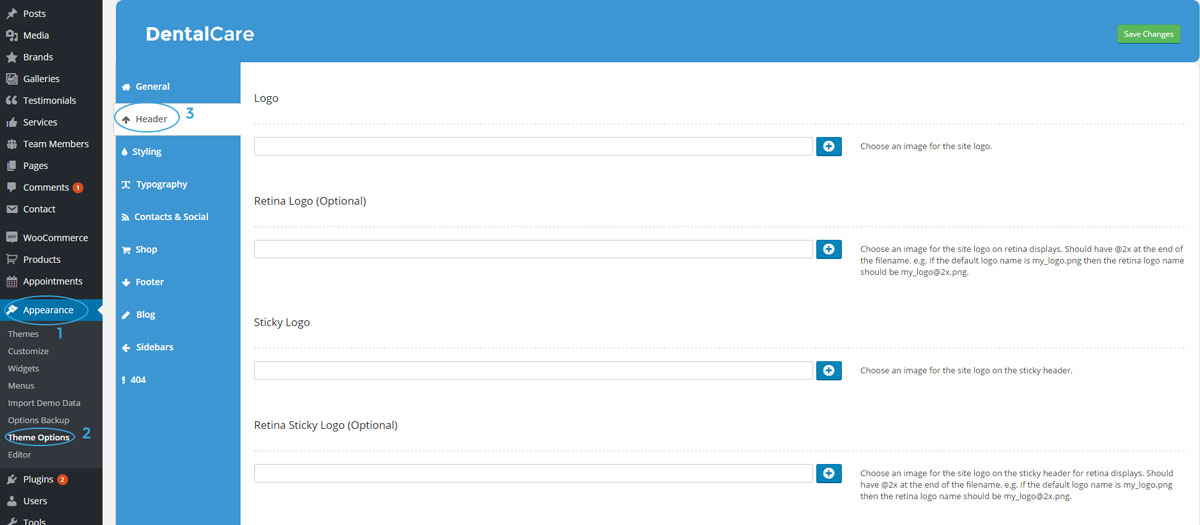 Posts
Media
Brands
Galleries
Testimonials
Services
Team Members
Pages
Comments 1
Contact
WooCommerce
Products
Appointments
Appearance
1
Themes
Customize
Widgets
Menus
Import Demo Data
Options Backup
Theme Options 2
Editor
Plugins 2
Users
Tools
DentalCare
Save Changes
General
Header 3
Styling
Typography
Contacts & Social
Shop
Footer
Blog
Sidebars
404
Logo
Choose an image for the site logo.
Retina Logo (Optional)
Choose an image for the site logo on retina displays. Should have @2x at the end of
the filename. e.g. if the default logo name is my_logo.png then the retina logo name
should be my_logo@2x.png.
Sticky Logo
Choose an image for the site logo on the sticky header.
Retina Sticky Logo (Optional)
Choose an image for the site logo on the sticky header for retina displays. Should
have @2x at the end of the filename. e.g. if the default logo name is my_logo.png
then the retina logo name should be my_logo@2x.png.